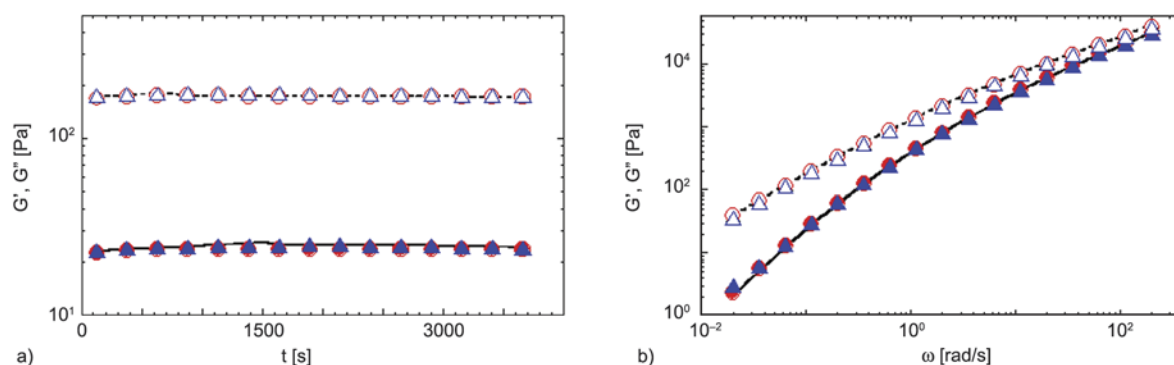 G', G" [Pa]
10²
10¹
0
1500
3000
t [s]
a)
G', G" [Pa]
10⁴
10²
10⁰
10⁻²
10⁰
10²
ω [rad/s]
b)